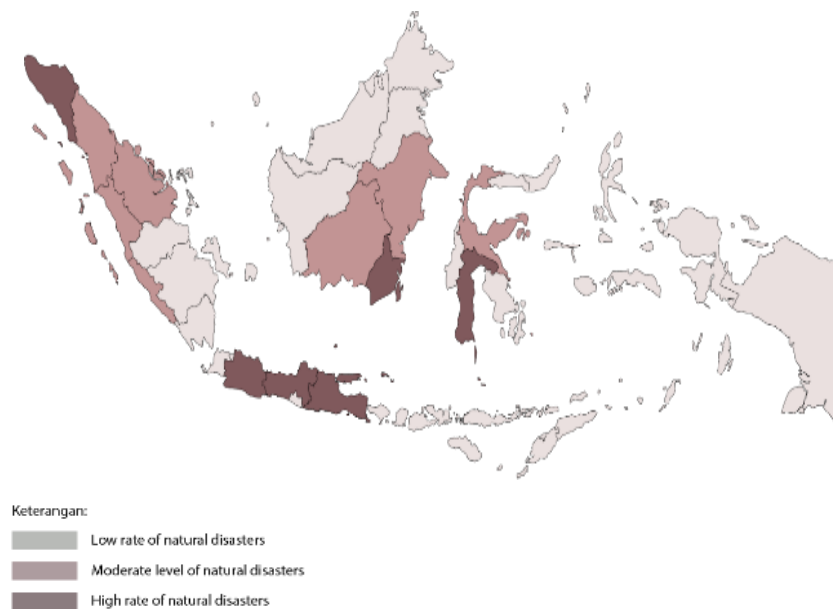 Keterangan:
Low rate of natural disasters
Moderate level of natural disasters
High rate of natural disasters